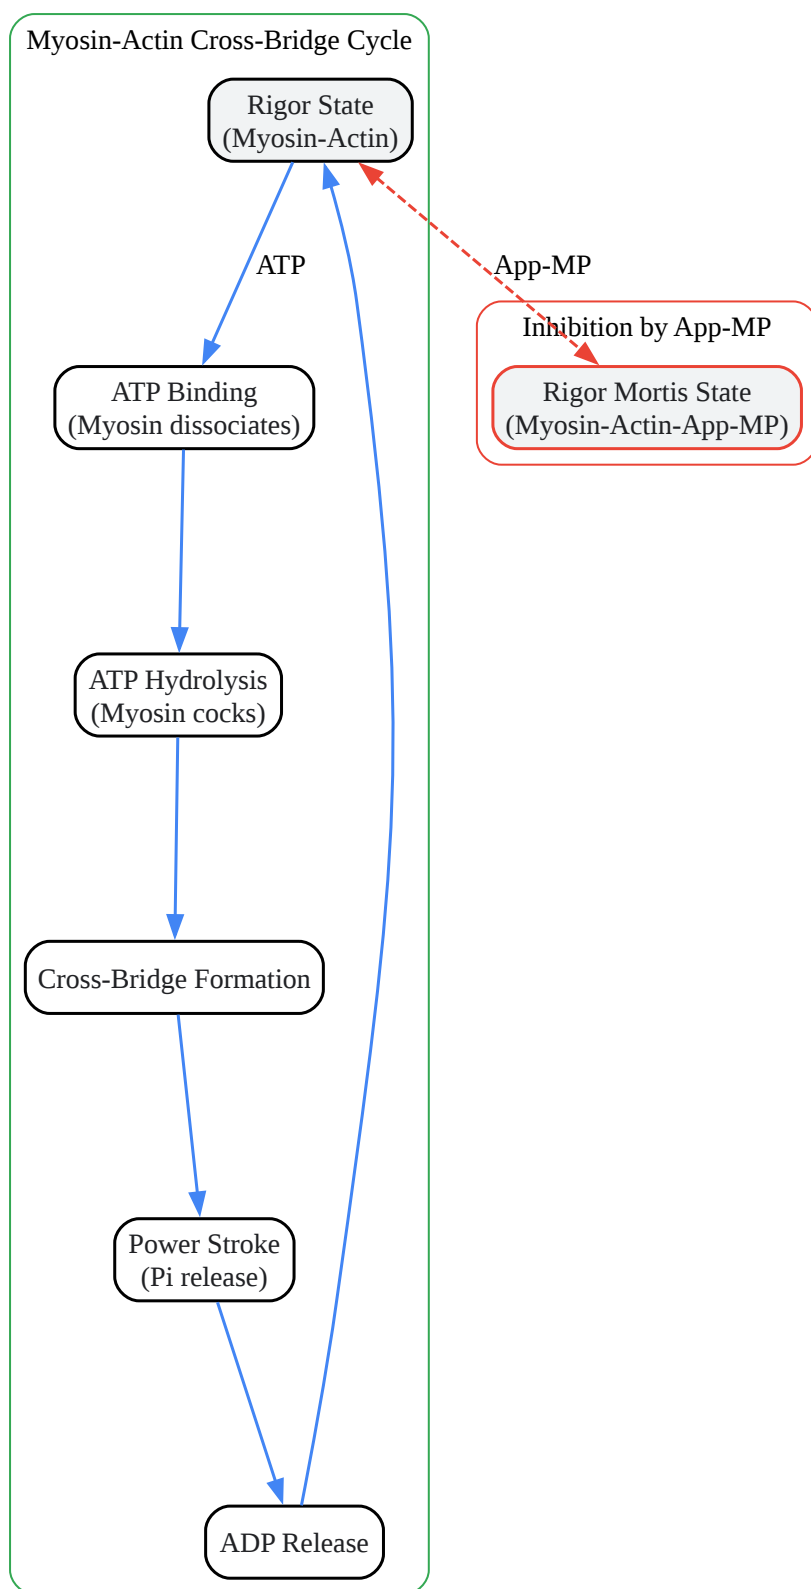 Myosin-Actin Cross-Bridge Cycle
Rigor State
(Myosin-Actin)
ATP
App-MP
Inhibition by App-MP
ATP Binding
(Myosin dissociates)
Rigor Mortis State
(Myosin-Actin-App-MP)
ATP Hydrolysis
(Myosin cocks)
Cross-Bridge Formation
Power Stroke
(Pi release)
ADP Release